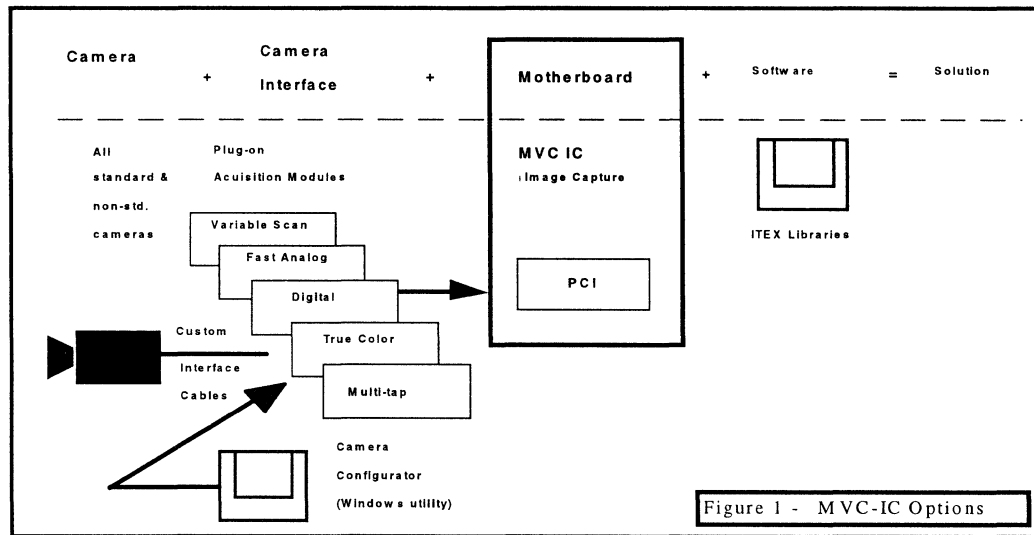 Camera + Camera Interface + Motherboard + Software = Solution
All standard & non-std. cameras
Plug-on Acuisition Modules
Variable Scan
Fast Analog
Digital
True Color
Multi-tap
Custom Interface Cables
Camera Configurator (Windows utility)
MVC IC
Image Capture
PCI
ITEX Libraries
Figure 1 - MVC-IC Options